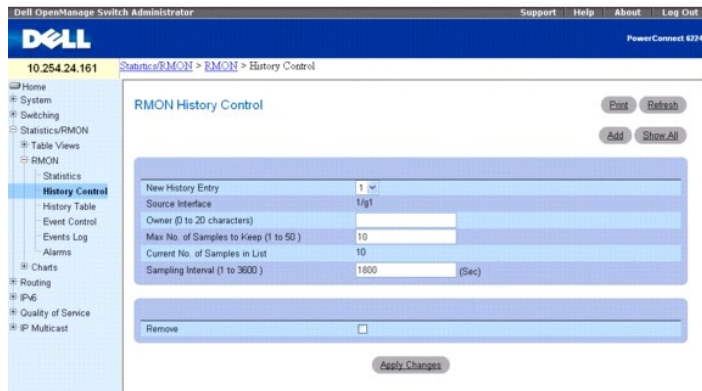 Dell OpenManage Switch Administrator
Support Help About Log Out
DELL
PowerConnect 6224
10.254.24.161
Statistics/RMON > RMON > History Control
Home
System
Switching
Statistics/RMON
Table Views
RMON
Statistics
History Control
History Table
Event Control
Events Log
Alarms
Charts
Routing
IPv6
Quality of Service
IP Multicast
RMON History Control
Print Refresh
Add Show All
New History Entry 1
Source Interface 1/g1
Owner (0 to 20 characters)
Max No. of Samples to Keep (1 to 50 ) 10
Current No. of Samples in List 10
Sampling Interval (1 to 3600 ) 1800 (Sec)
Remove
Apply Changes